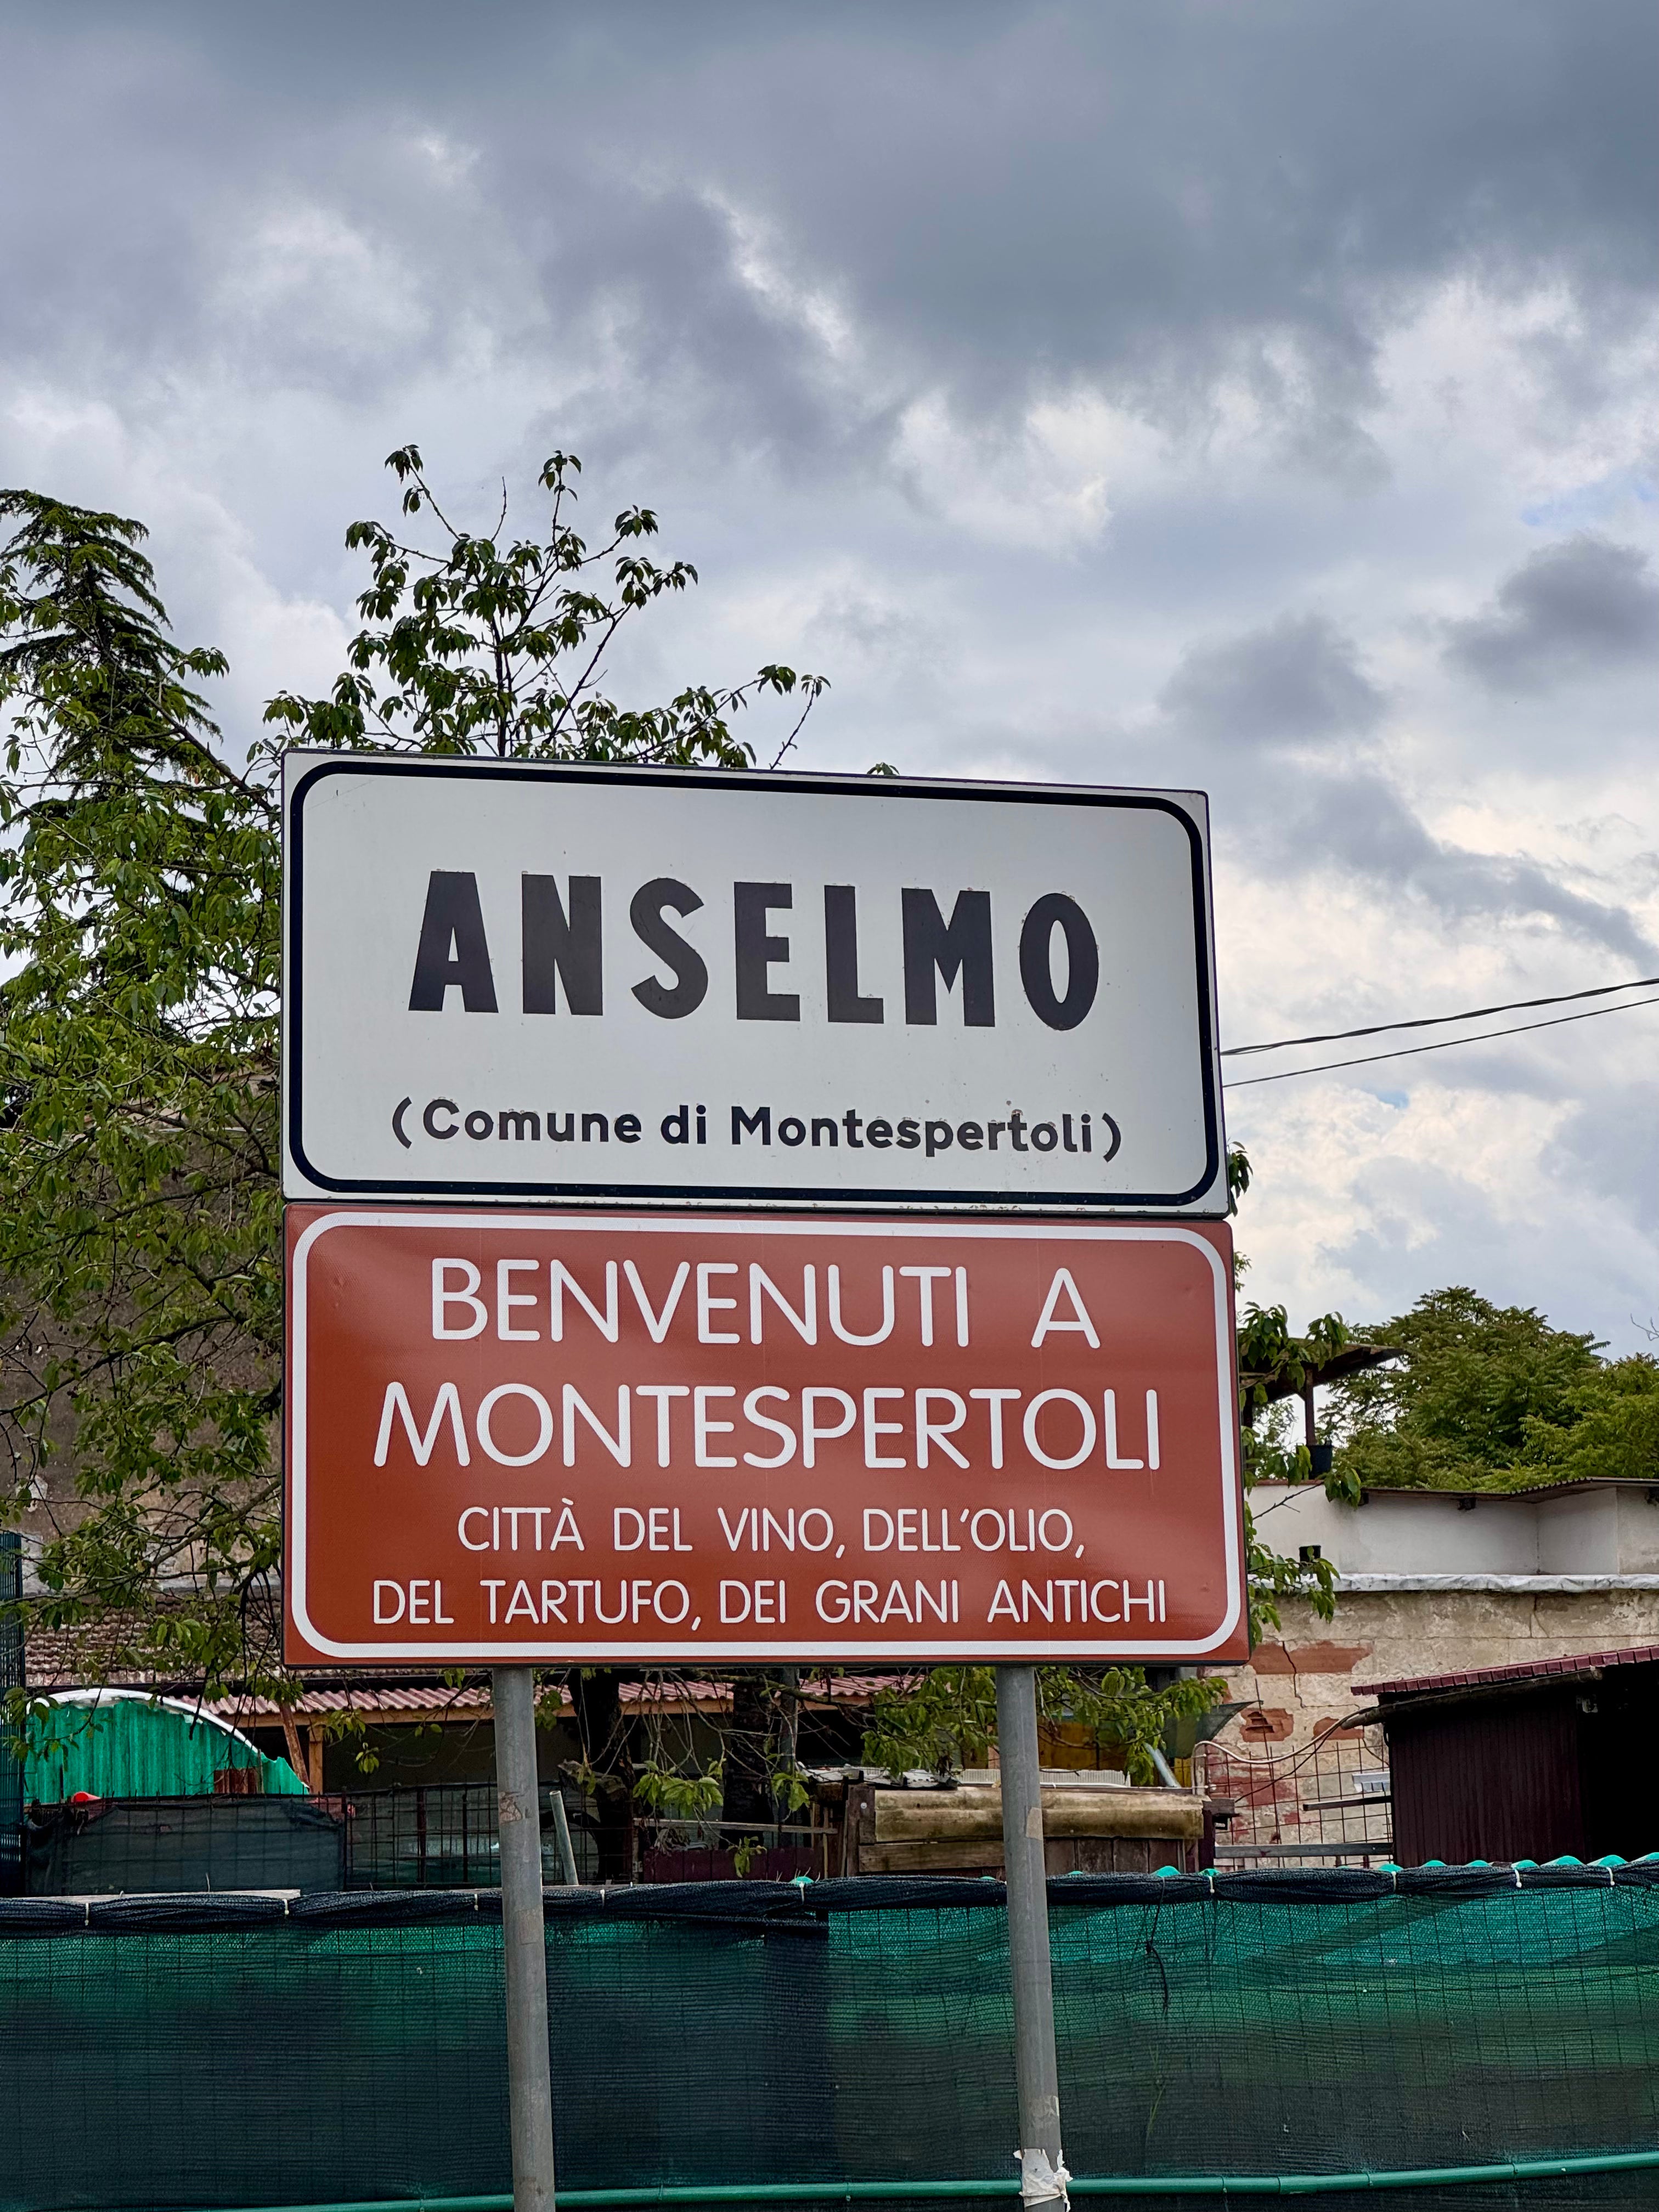 ANSELMO
(Comune di Montespertoli)
BENVENUTI A
MONTESPERTOLI
CITTÀ DEL VINO, DELL'OLIO,
DEL TARTUFO, DEI GRANI ANTICHI